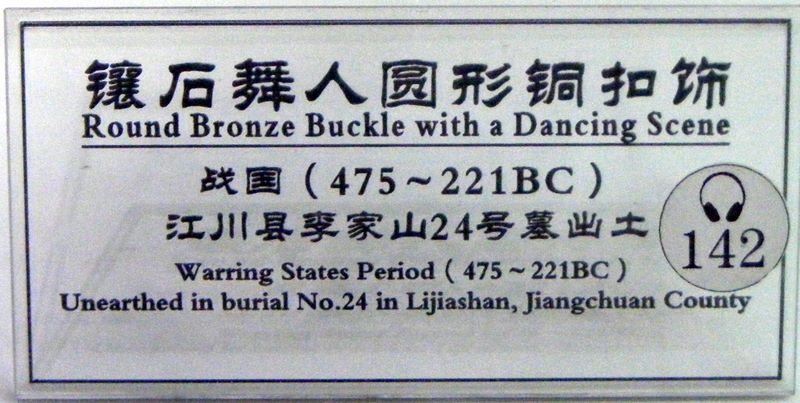 镶石舞人圆形铜扣饰
Round Bronze Buckle with a Dancing Scene
战国（475～221BC）
江川县李家山24号墓出土
142
Warring States Period（475～221BC）
Unearthed in burial No.24 in Lijiashan, Jiangchuan County